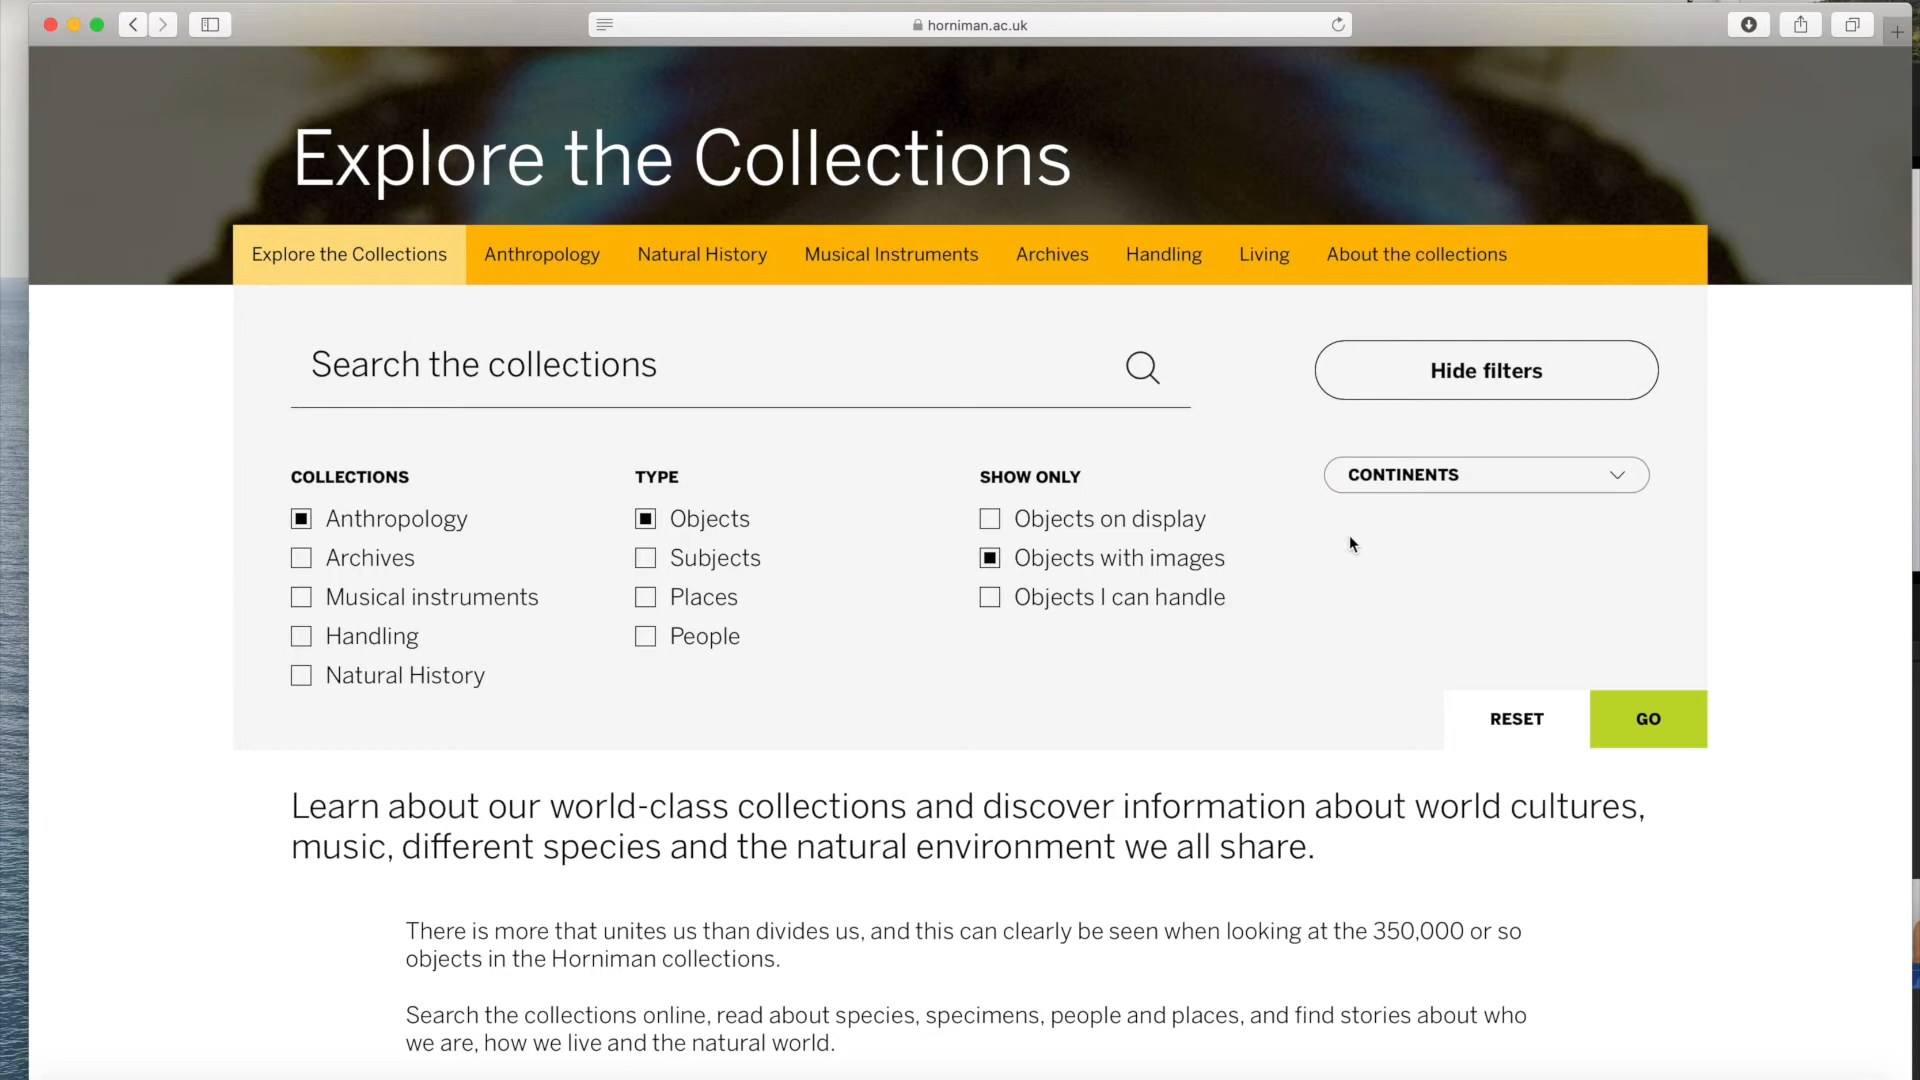 horniman.ac.uk
Explore the Collections
Explore the Collections Anthropology Natural History Musical Instruments Archives Handling Living About the collections
Search the collections
Hide filters
COLLECTIONS
Anthropology
Archives
Musical instruments
Handling
Natural History
TYPE
Objects
Subjects
Places
People
SHOW ONLY
Objects on display
Objects with images
Objects I can handle
CONTINENTS
RESET
GO
Learn about our world-class collections and discover information about world cultures,
music, different species and the natural environment we all share.
There is more that unites us than divides us, and this can clearly be seen when looking at the 350,000 or so
objects in the Horniman collections.
Search the collections online, read about species, specimens, people and places, and find stories about who
we are, how we live and the natural world.